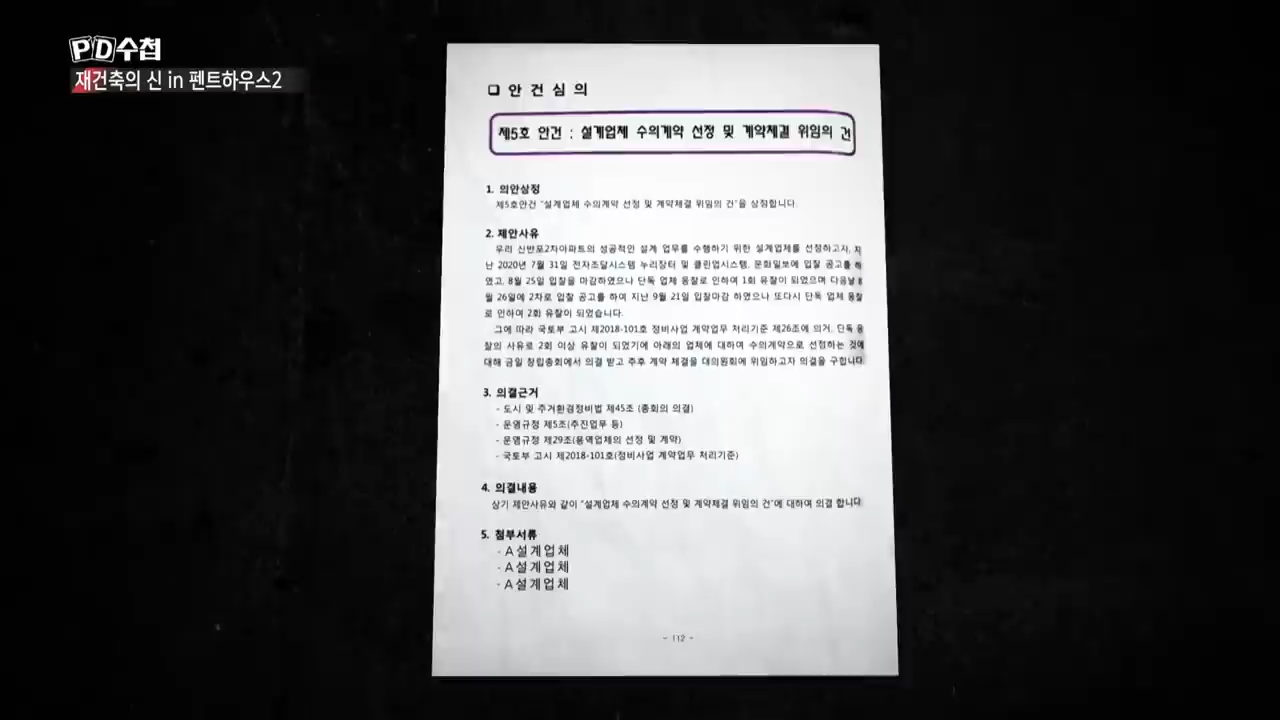 PD수첩
재건축의 신 in 펜트하우스2
❏ 안 건 심 의
제5호 안건 : 설계업체 수의계약 선정 및 계약체결 위임의 건
1. 의안상정
제5호안건 "설계업체 수의계약 선정 및 계약체결 위임의 건"을 상정합니다.
2. 제안사유
우리 신반포2차아파트의 성공적인 설계 업무를 수행하기 위한 설계업체를 선정하고자, 지
난 2020년 7월 31일 전자조달시스템 누리장터 및 클린업시스템, 문화일보에 입찰 공고를 하
였고, 8월 25일 입찰을 마감하였으나 단독 업체 응찰로 인하여 1회 유찰이 되었으며 다음날 8
월 26일에 2차로 입찰 공고를 하여 지난 9월 21일 입찰마감 하였으나 또다시 단독 업체 응찰
로 인하여 2회 유찰이 되었습니다.
그에 따라 국토부 고시 제2018-101호 정비사업 계약업무 처리기준 제26조에 의거, 단독 응
찰의 사유로 2회 이상 유찰이 되었기에 아래의 업체에 대하여 수의계약으로 선정하는 것에
대해 금일 창립총회에서 의결 받고 추후 계약 체결을 대의원회에 위임하고자 의결을 구합니다.
3. 의결근거
- 도시 및 주거환경정비법 제45조 (총회의 의결)
- 운영규정 제5조(추진업무 등)
- 운영규정 제29조(용역업체의 선정 및 계약)
- 국토부 고시 제2018-101호(정비사업 계약업무 처리기준)
4. 의결내용
상기 제안사유와 같이 "설계업체 수의계약 선정 및 계약체결 위임의 건"에 대하여 의결 합니다.
5. 첨부서류
- A설계업체
- A설계업체
- A설계업체
- 112 -